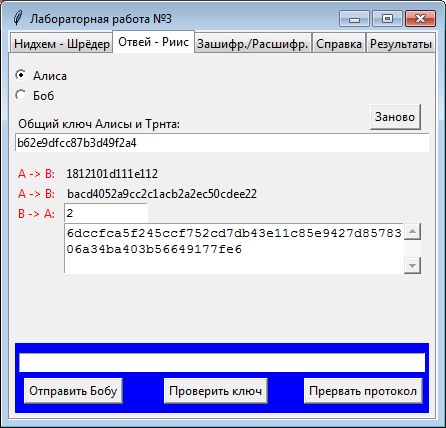 Лабораторная работа №3
Нидхем - Шрёдер Отвей - Риис Зашифр./Расшифр. Справка Результаты
Алиса
Боб
Заново
Общий ключ Алисы и Трнта:
b62e9dfcc87b3d49f2a4
A -> B: 1812101d111e112
A -> B: bacd4052a9cc2c1acb2a2ec50cdee22
B -> A: 2
6dccfca5f245ccf752cd7db43e11c85e9427d85783
06a34ba403b56649177fe6
Отправить Бобу Проверить ключ Прервать протокол